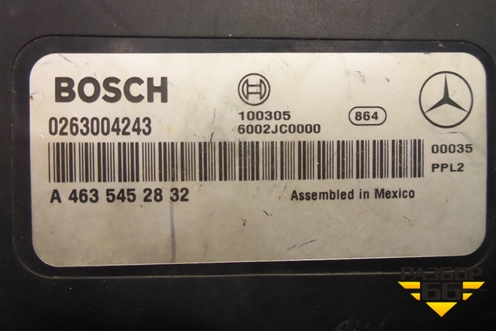 BOSCH
100305
864
0263004243
6002JC0000
00035
PPL2
A 463 545 28 32
Assembled in Mexico
РАЗБОР
66